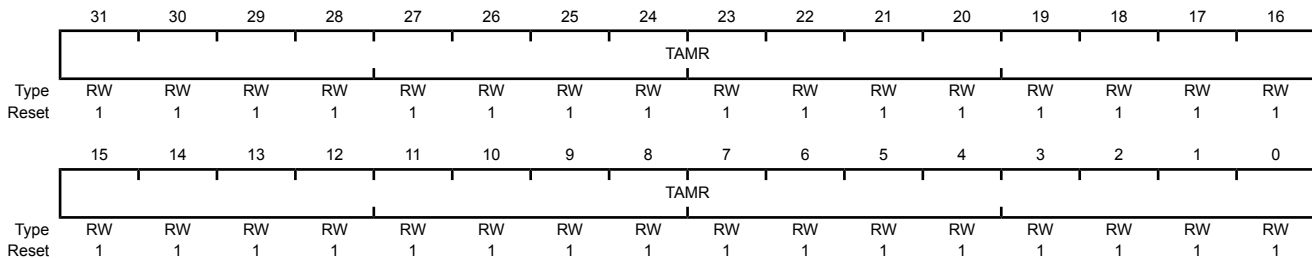 31 30 29 28 27 26 25 24 23 22 21 20 19 18 17 16
TAMR
Type RW RW RW RW RW RW RW RW RW RW RW RW RW RW RW RW
Reset 1 1 1 1 1 1 1 1 1 1 1 1 1 1 1 1
15 14 13 12 11 10 9 8 7 6 5 4 3 2 1 0
TAMR
Type RW RW RW RW RW RW RW RW RW RW RW RW RW RW RW RW
Reset 1 1 1 1 1 1 1 1 1 1 1 1 1 1 1 1